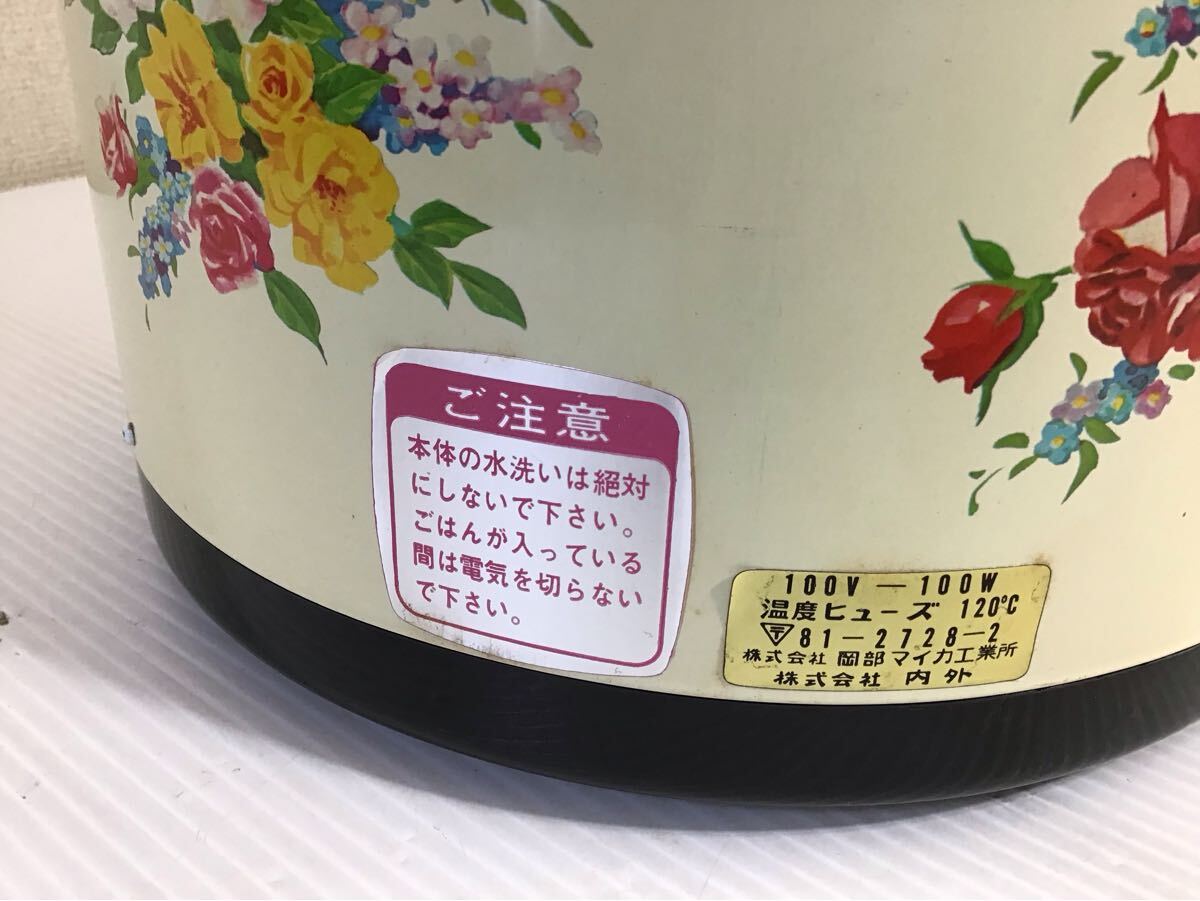 ご注意
本体の水洗いは絶対
にしないで下さい。
ごはんが入っている
間は電気を切らない
で下さい。
100V－100W
温度ヒューズ 120℃
〒81－2728－2
株式会社 岡部マイカ工業所
株式会社 内外